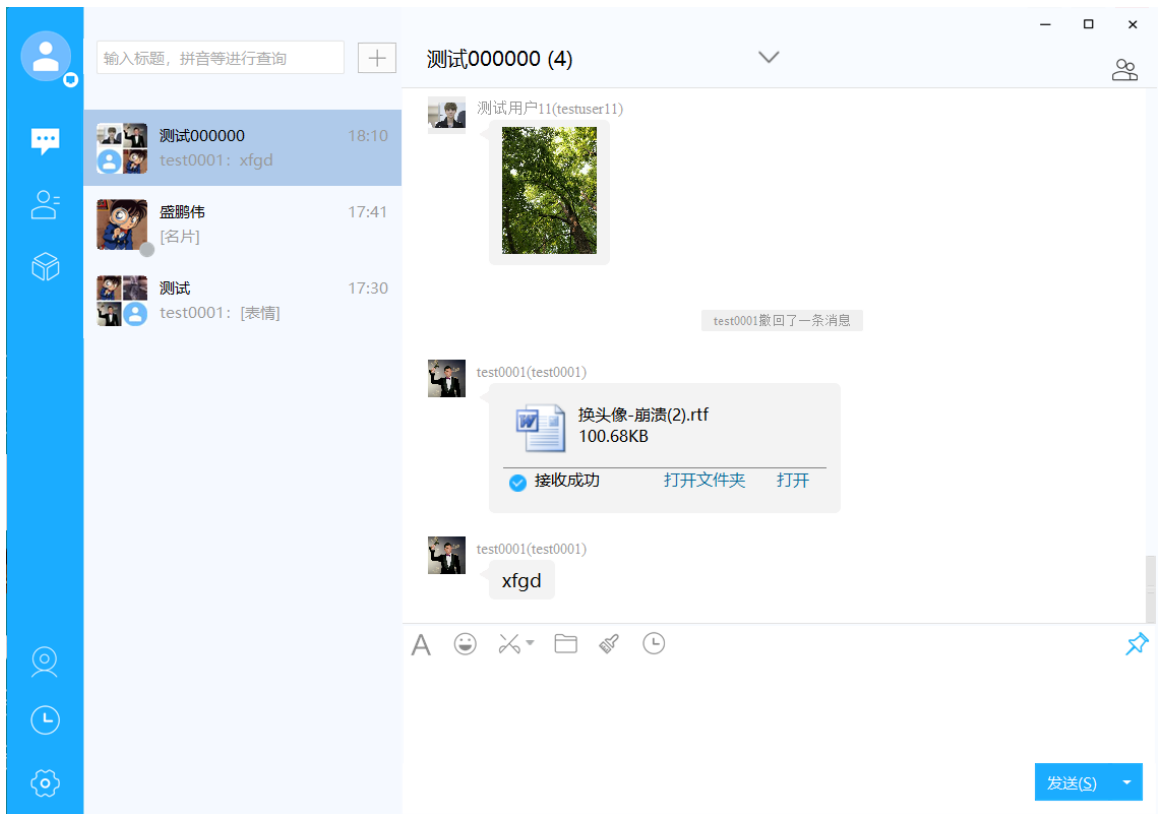 输入标题，拼音等进行查询
测试000000
18:10
test0001：xfgd
盛鹏伟
17:41
[名片]
测试
17:30
test0001：[表情]
测试000000 (4)
测试用户11(testuser11)
test0001撤回了一条消息
test0001(test0001)
换头像-崩溃(2).rtf
100.68KB
接收成功 打开文件夹 打开
test0001(test0001)
xfgd
发送(S)